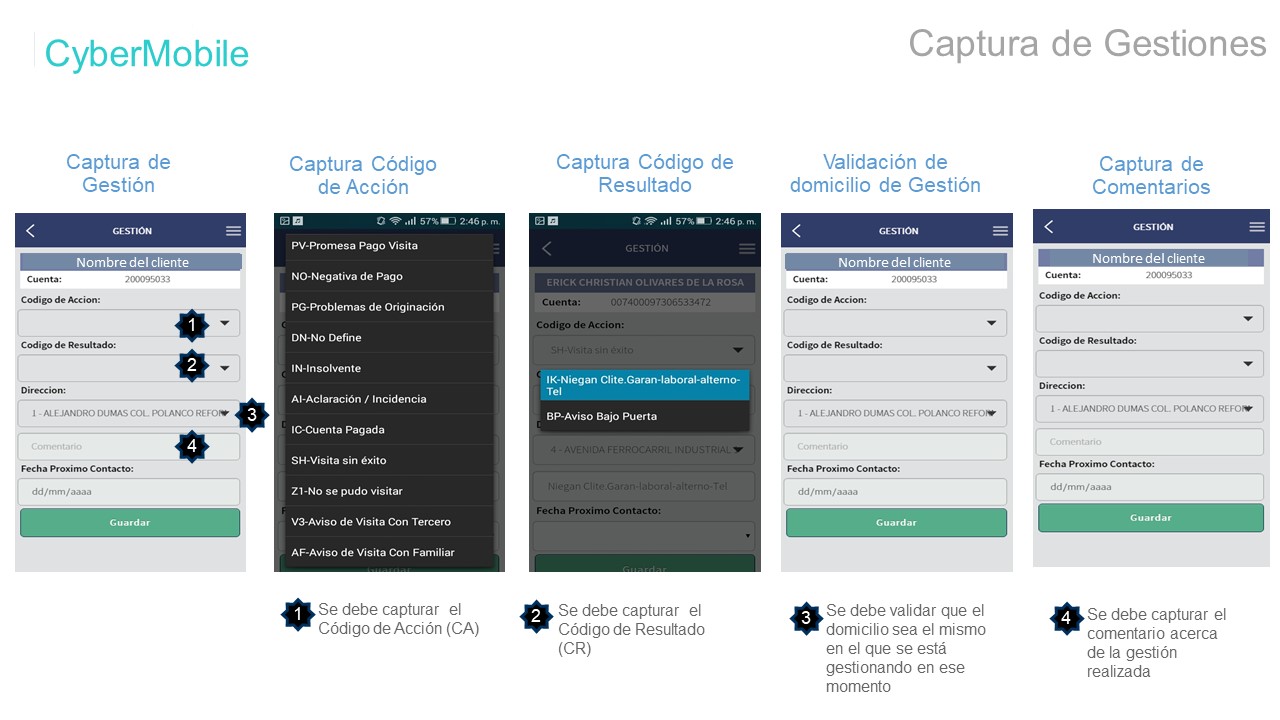 CyberMobile
Captura de Gestiones
Captura de
Gestión
GESTIÓN
Nombre del cliente
Cuenta: 200095033
Codigo de Accion:
1
Codigo de Resultado:
2
Direccion:
1 - ALEJANDRO DUMAS COL. POLANCO REFOR
3
Comentario
4
Fecha Proximo Contacto:
dd/mm/aaaa
Guardar
Captura Código
de Acción
57% 2:46 p. m.
PV-Promesa Pago Visita
NO-Negativa de Pago
PG-Problemas de Originación
DN-No Define
IN-Insolvente
AI-Aclaración / Incidencia
IC-Cuenta Pagada
SH-Visita sin éxito
Z1-No se pudo visitar
V3-Aviso de Visita Con Tercero
AF-Aviso de Visita Con Familiar
Guardar
1 Se debe capturar el
Código de Acción (CA)
Captura Código de
Resultado
57% 2:46 p. m.
GESTIÓN
ERICK CHRISTIAN OLIVARES DE LA ROSA
Cuenta: 007400097306533472
Codigo de Accion:
SH-Visita sin éxito
IK-Niegan Clite.Garan-laboral-alterno-
Tel
BP-Aviso Bajo Puerta
4 - AVENIDA FERROCARRIL INDUSTRIAL
Niegan Clite.Garan-laboral-alterno-Tel
Fecha Proximo Contacto:
Guardar
2 Se debe capturar el
Código de Resultado
(CR)
Validación de
domicilio de Gestión
GESTIÓN
Nombre del cliente
Cuenta: 200095033
Codigo de Accion:
Codigo de Resultado:
Direccion:
1 - ALEJANDRO DUMAS COL. POLANCO REFOR
Comentario
Fecha Proximo Contacto:
dd/mm/aaaa
Guardar
3 Se debe validar que el
domicilio sea el mismo
en el que se está
gestionando en ese
momento
Captura de
Comentarios
GESTIÓN
Nombre del cliente
Cuenta: 200095033
Codigo de Accion:
Codigo de Resultado:
Direccion:
1 - ALEJANDRO DUMAS COL. POLANCO REFOR
Comentario
Fecha Proximo Contacto:
dd/mm/aaaa
Guardar
4 Se debe capturar el
comentario acerca
de la gestión
realizada